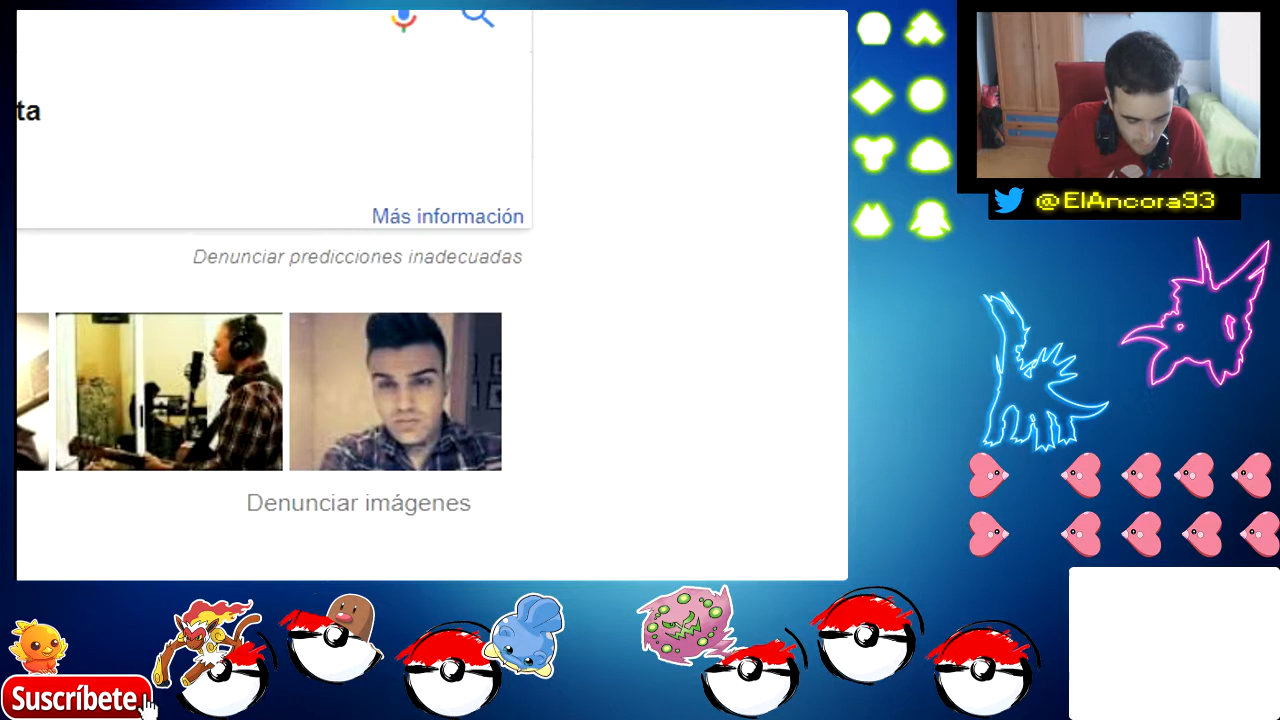 ta
Más información
Denunciar predicciones inadecuadas
Denunciar imágenes
@ElAncora93
Suscríbete